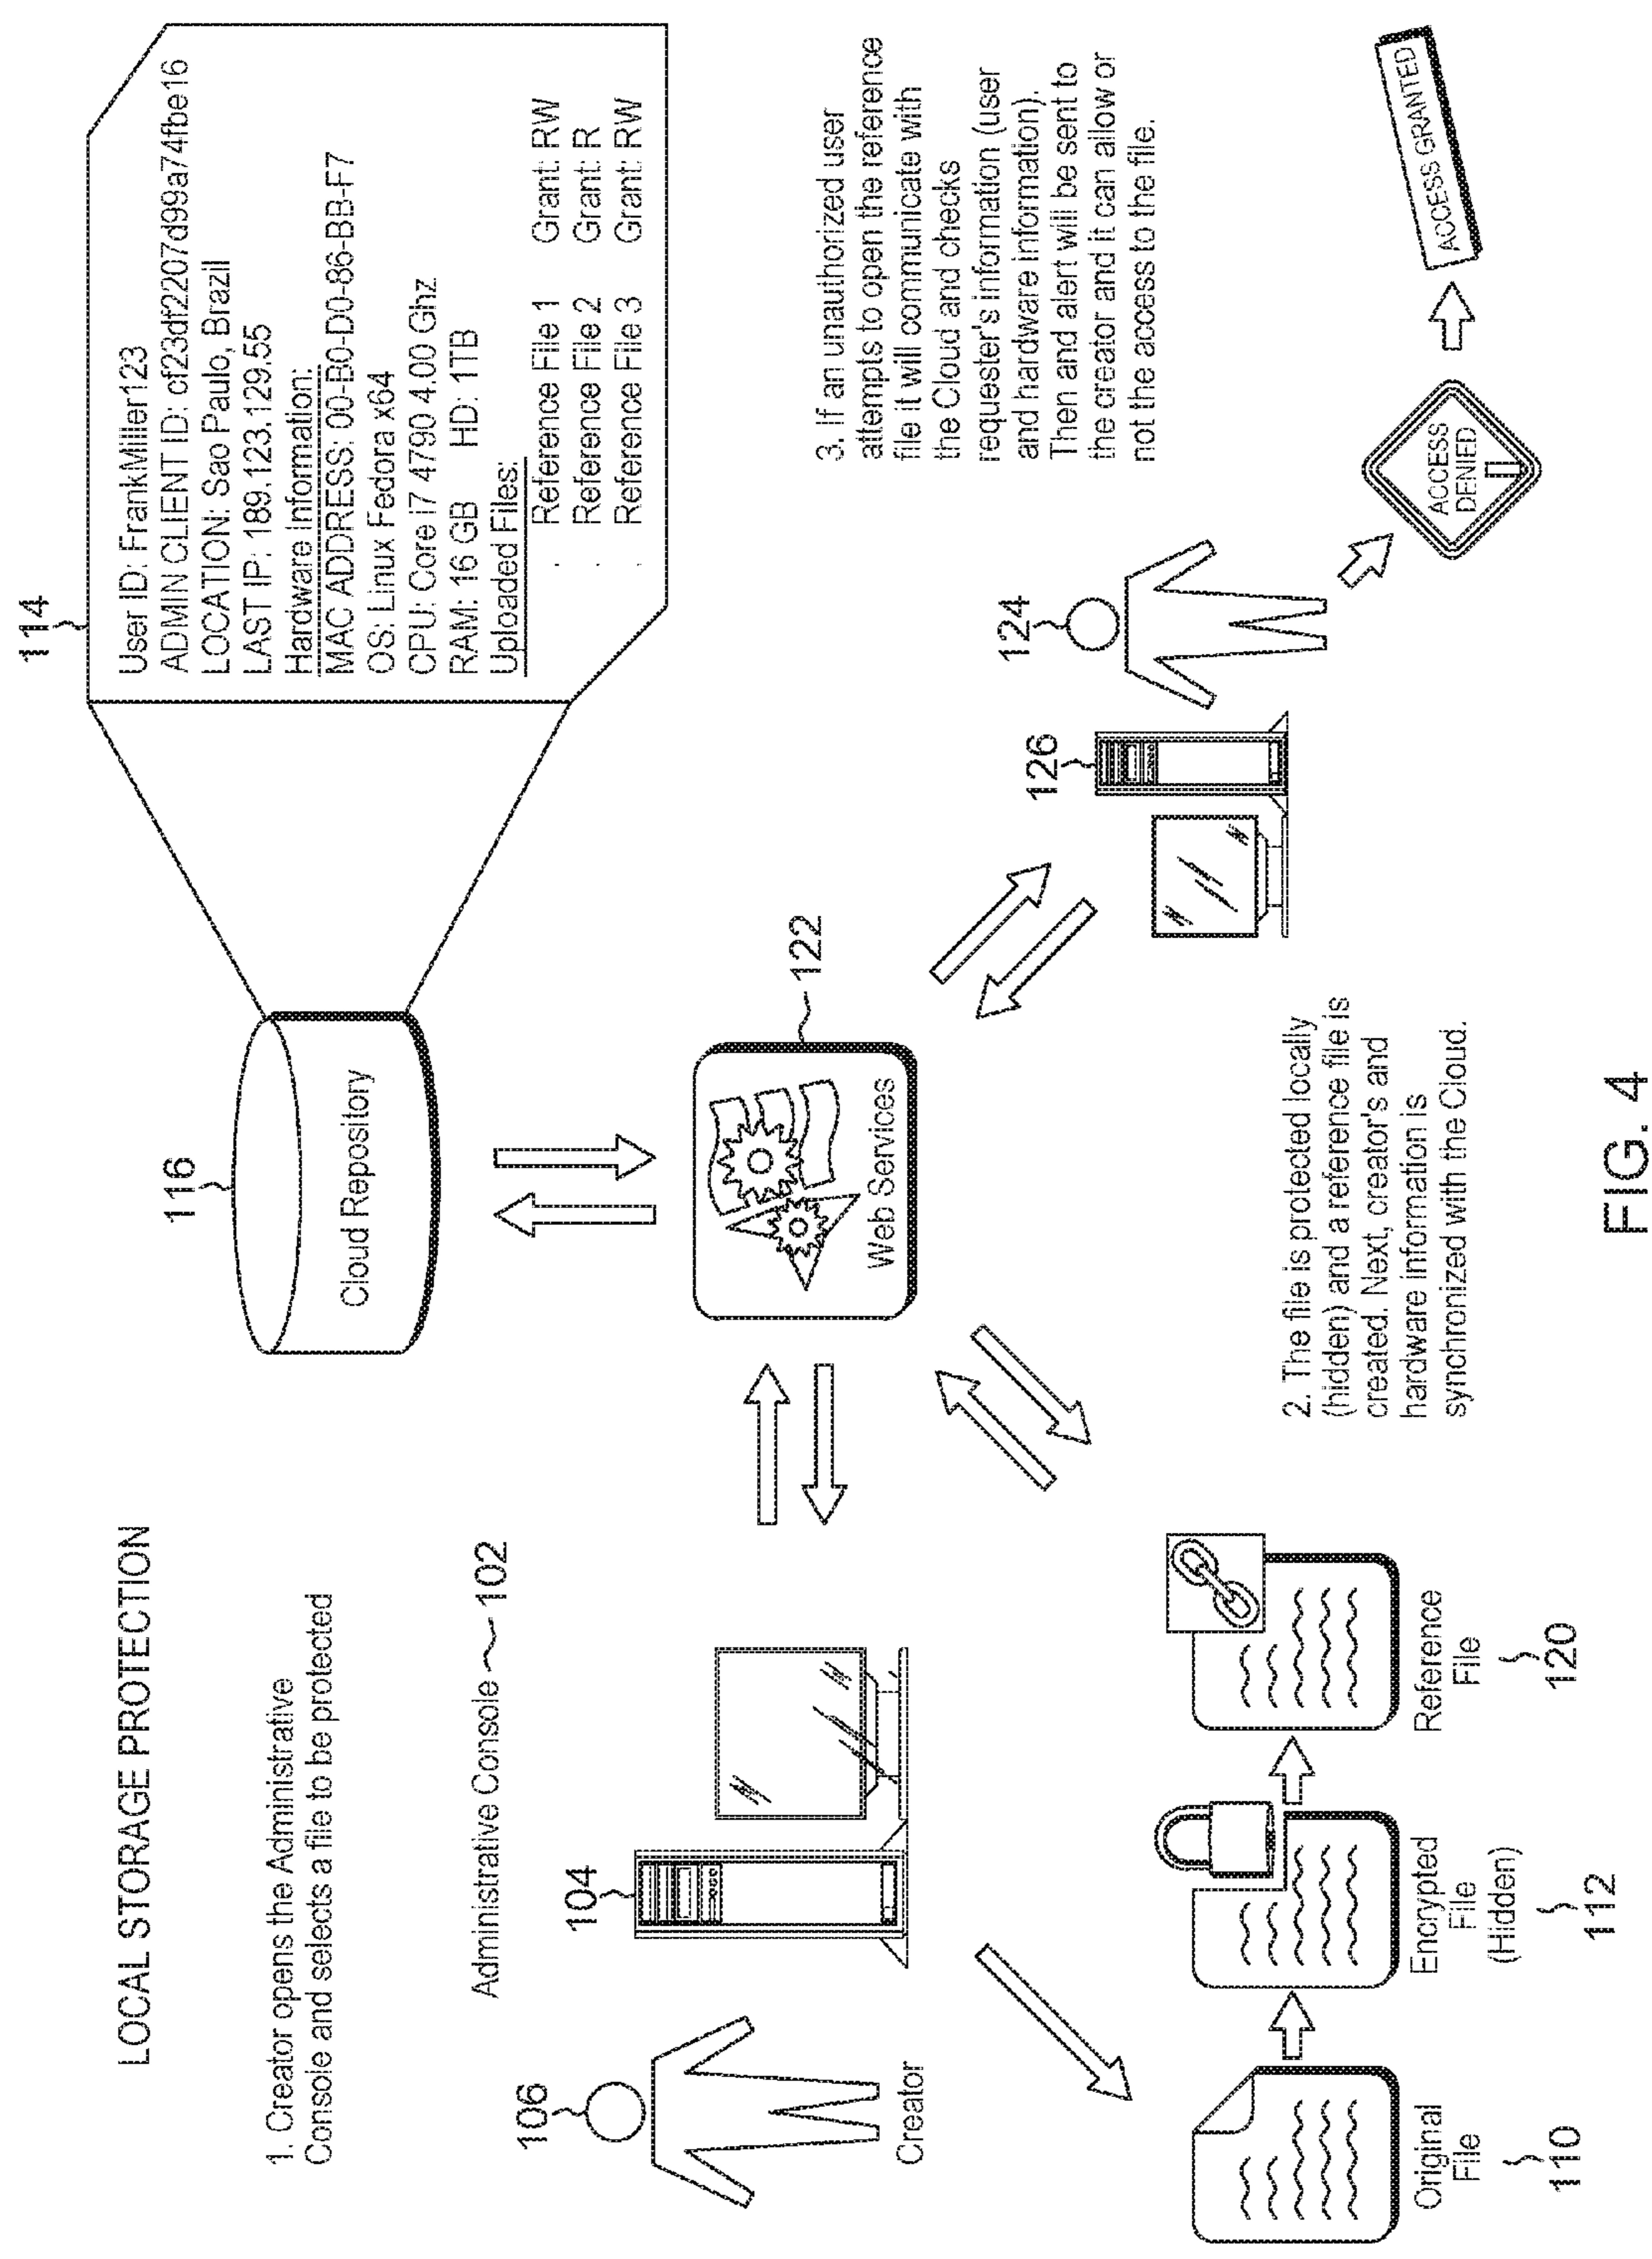 LOCAL STORAGE PROTECTION
1. Creator opens the Administrative
Console and selects a file to be protected
Administrative Console
102
104
106
Creator
116
Cloud Repository
114
User ID: FrankMiller123
ADMIN CLIENT ID: cf23df2207d99a74fbe16
LOCATION: Sao Paulo, Brazil
LAST IP: 189.123.129.55
Hardware Information:
MAC ADDRESS: 00-B0-D0-86-BB-F7
OS: Linux Fedora x64
CPU: Core i7 4790 4.00 Ghz
RAM: 16 GB HD: 1TB
Uploaded Files:
. Reference File 1 Grant: RW
. Reference File 2 Grant: R
. Reference File 3 Grant: RW
122
Web Services
3. If an unauthorized user
attempts to open the reference
file it will communicate with
the Cloud and checks
requester's information (user
and hardware information).
Then and alert will be sent to
the creator and it can allow or
not the access to the file.
124
126
ACCESS
DENIED
ACCESS GRANTED
Original
File
110
Encrypted
File
(Hidden)
112
Reference
File
120
2. The file is protected locally
(hidden) and a reference file is
created. Next, creator's and
hardware information is
synchronized with the Cloud.
FIG. 4